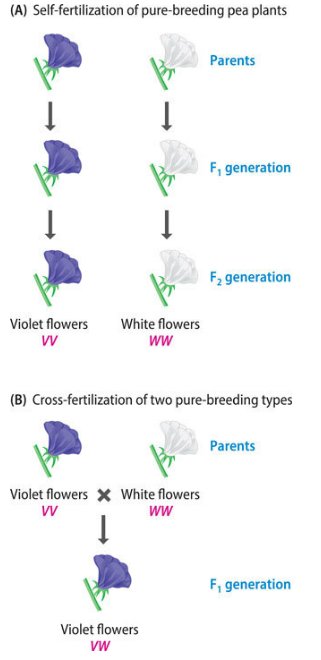 (A) Self-fertilization of pure-breeding pea plants
Parents
F₁ generation
F₂ generation
Violet flowers White flowers
VV WW
(B) Cross-fertilization of two pure-breeding types
Parents
Violet flowers × White flowers
VV WW
F₁ generation
Violet flowers
VW